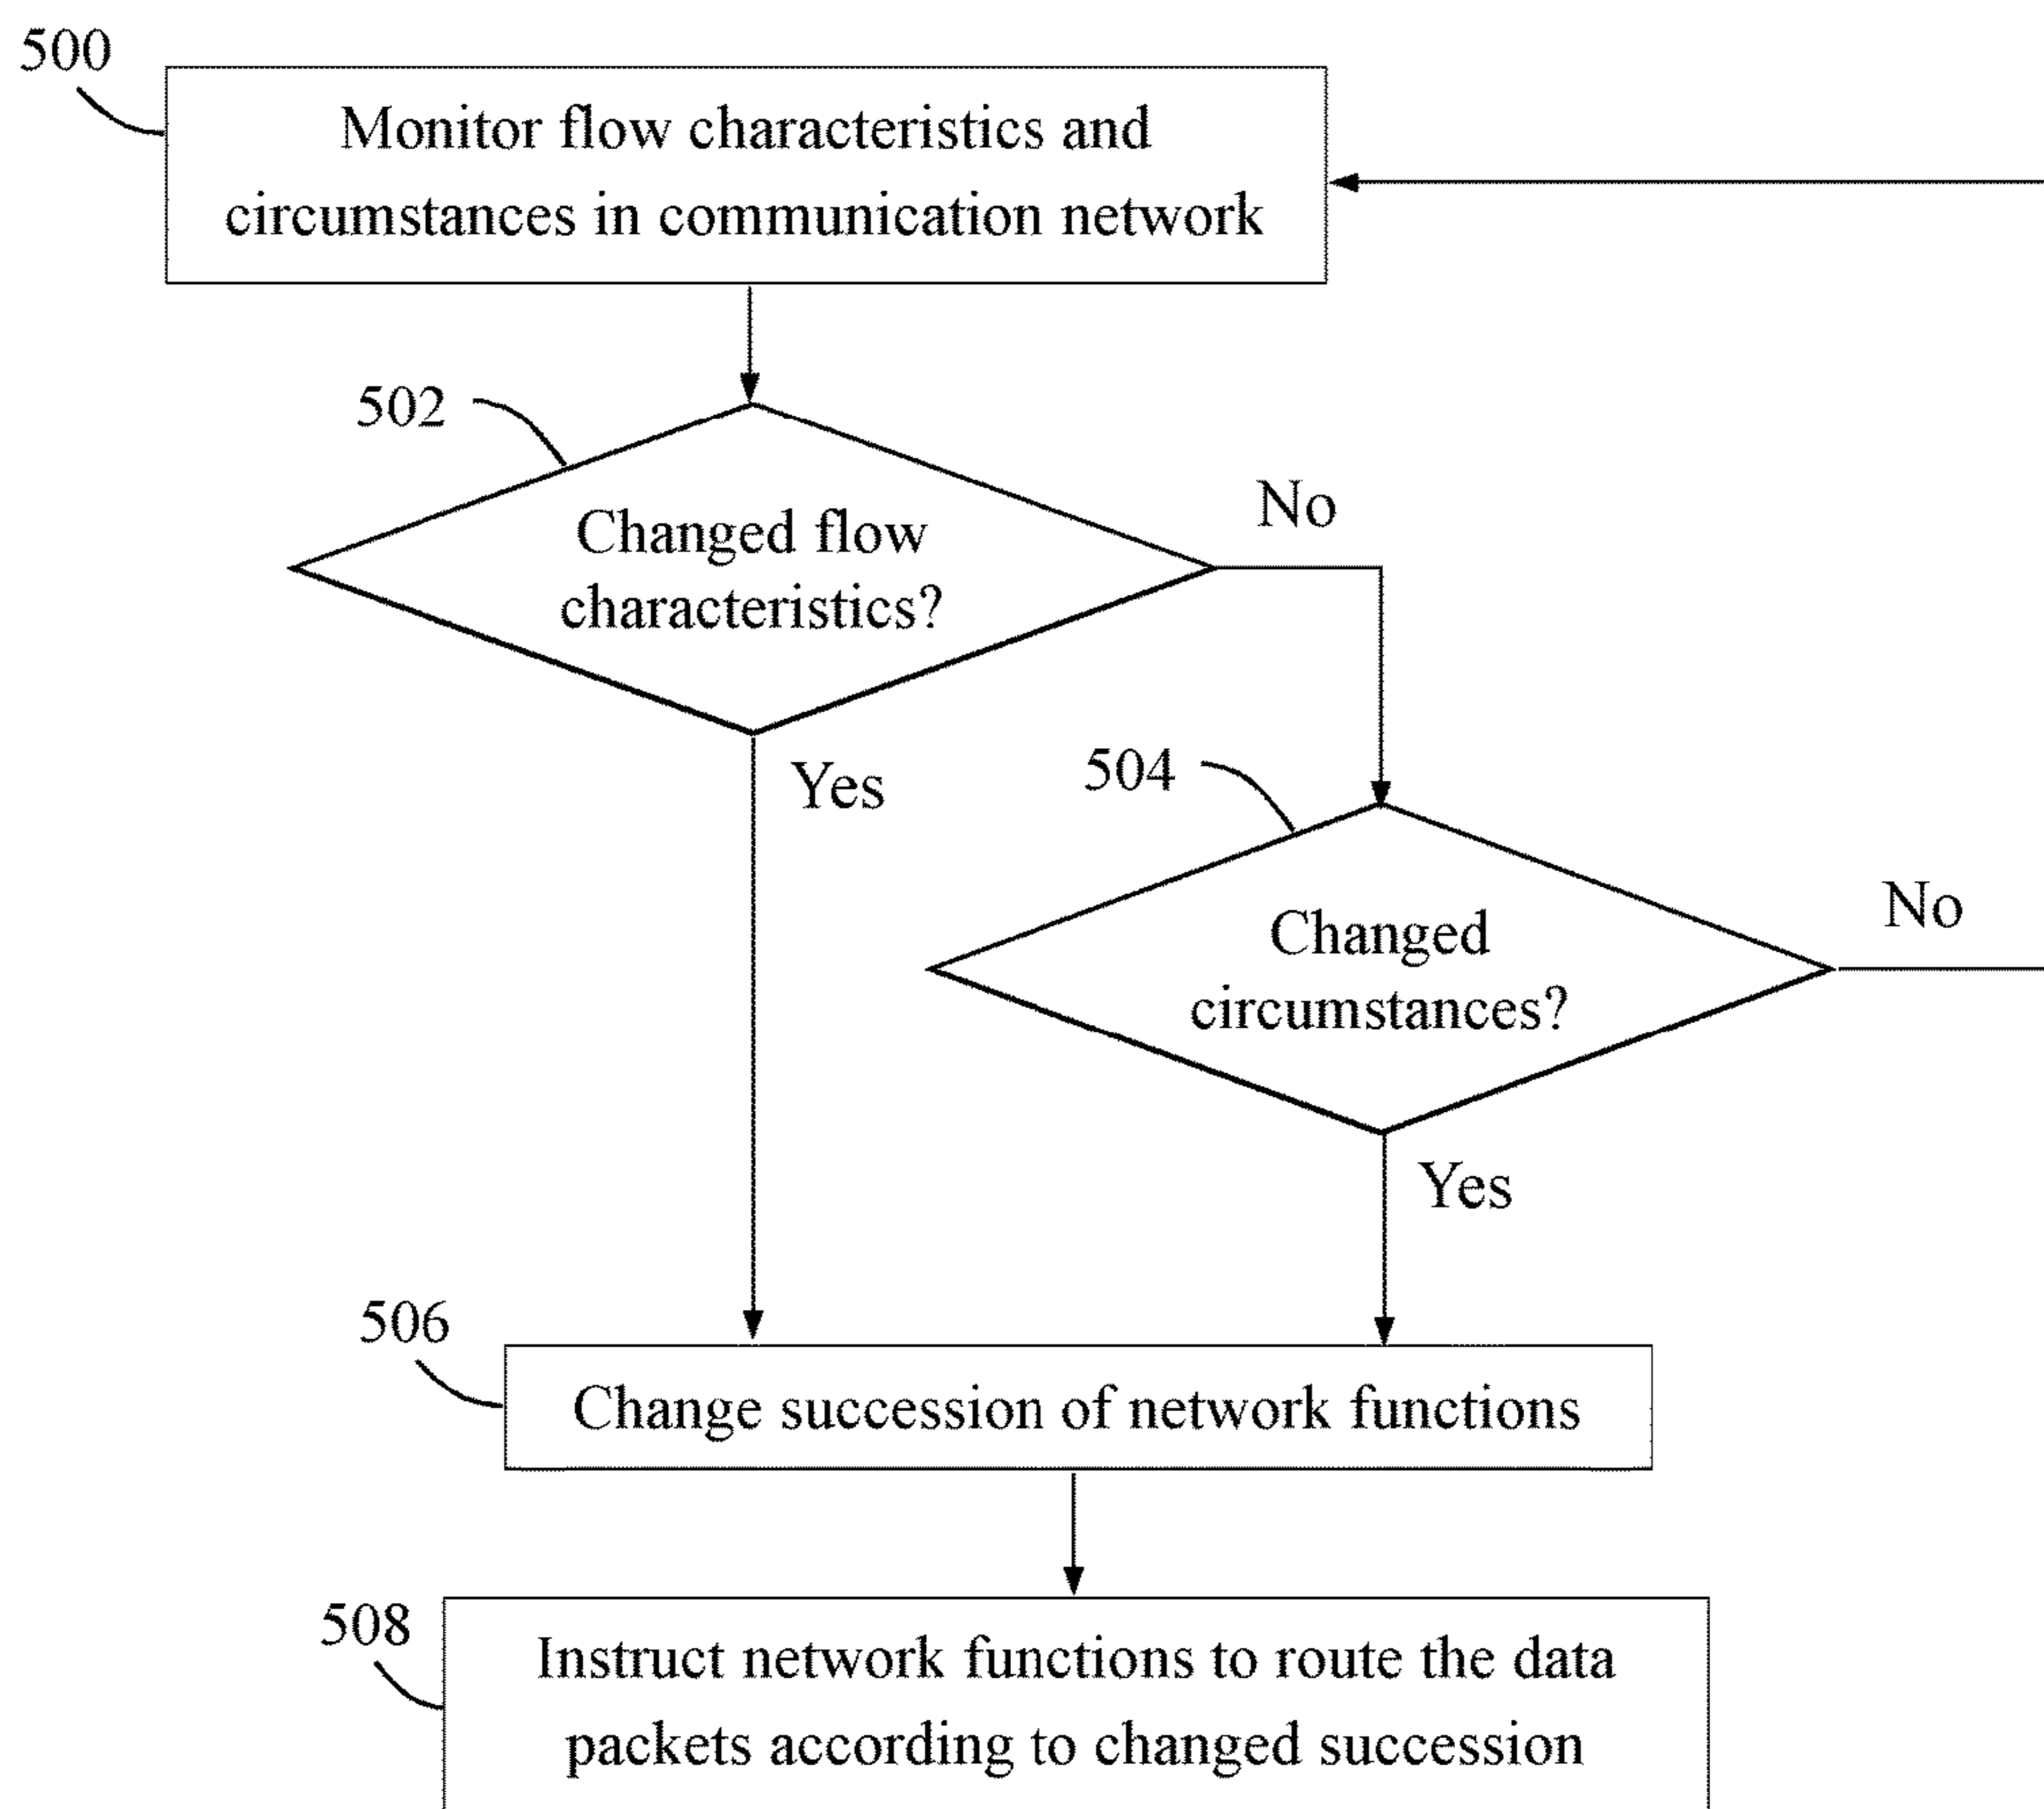 500
Monitor flow characteristics and
circumstances in communication network
502
Changed flow
characteristics?
No
Yes
504
Changed
circumstances?
No
Yes
506
Change succession of network functions
508
Instruct network functions to route the data
packets according to changed succession